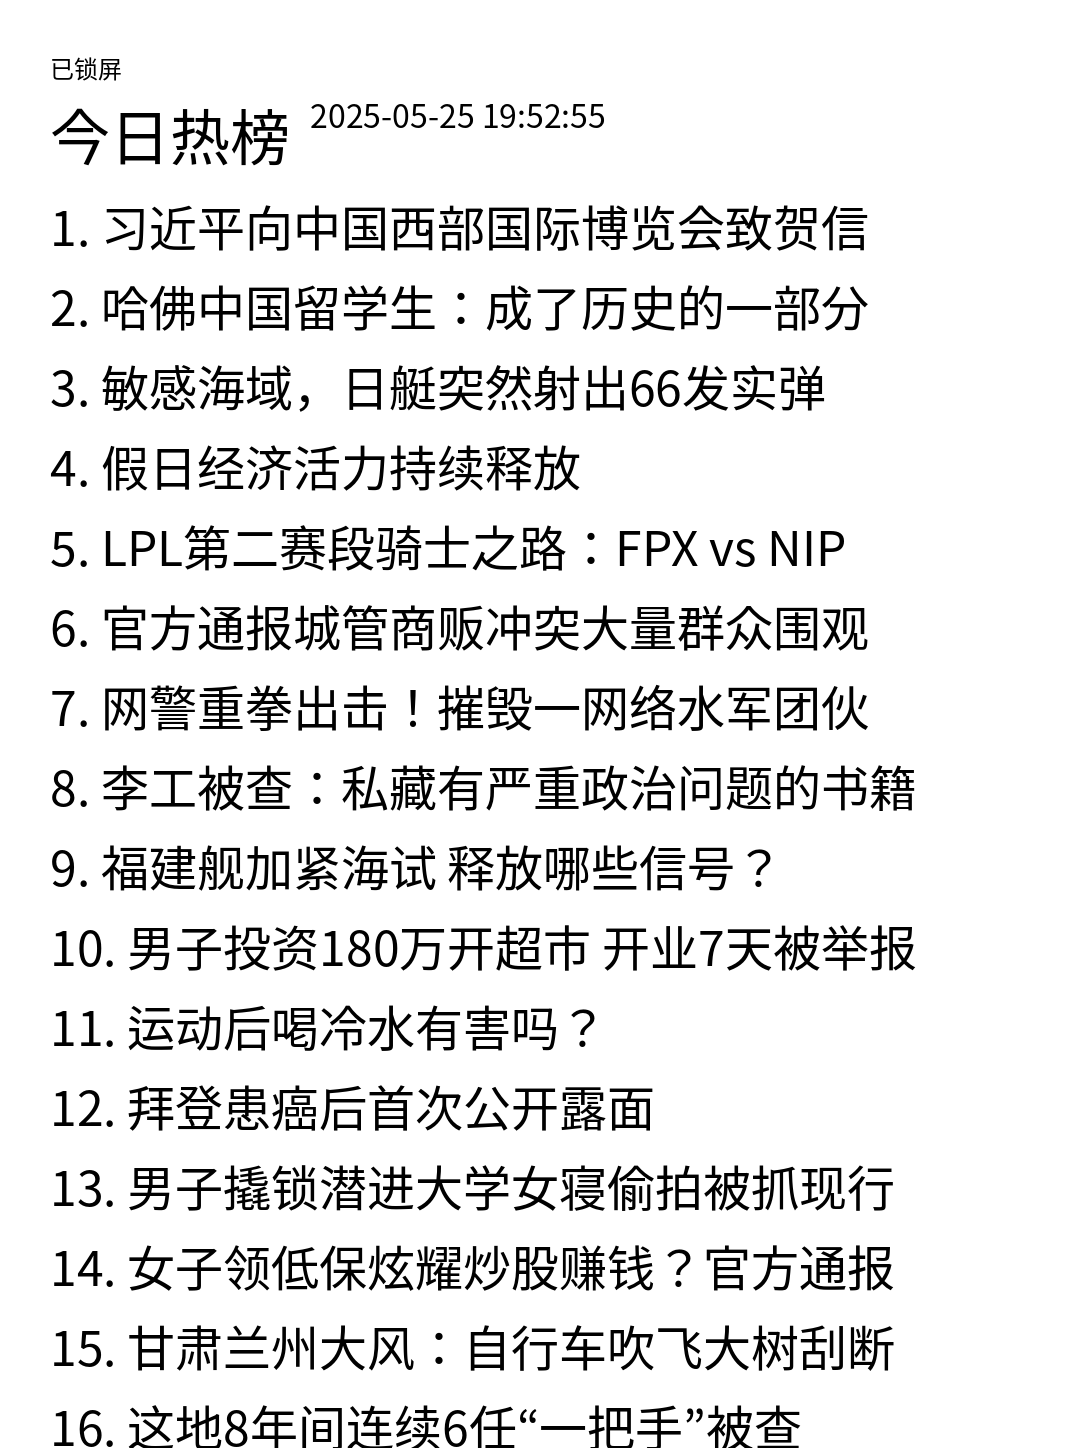 已锁屏
今日热榜 2025-05-25 19:52:55
1. 习近平向中国西部国际博览会致贺信
2. 哈佛中国留学生：成了历史的一部分
3. 敏感海域，日艇突然射出66发实弹
4. 假日经济活力持续释放
5. LPL第二赛段骑士之路：FPX vs NIP
6. 官方通报城管商贩冲突大量群众围观
7. 网警重拳出击！摧毁一网络水军团伙
8. 李工被查：私藏有严重政治问题的书籍
9. 福建舰加紧海试 释放哪些信号？
10. 男子投资180万开超市 开业7天被举报
11. 运动后喝冷水有害吗？
12. 拜登患癌后首次公开露面
13. 男子撬锁潜进大学女寝偷拍被抓现行
14. 女子领低保炫耀炒股赚钱？官方通报
15. 甘肃兰州大风：自行车吹飞大树刮断
16. 这地8年间连续6任“一把手”被查